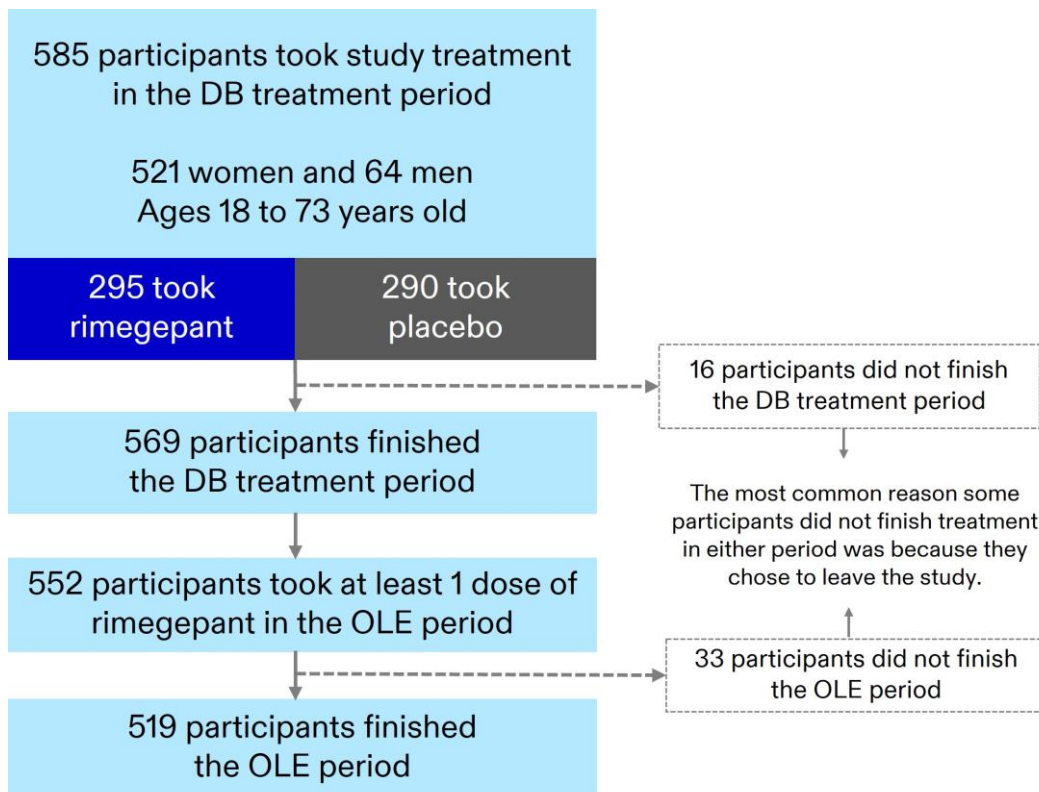 585 participants took study treatment
in the DB treatment period
521 women and 64 men
Ages 18 to 73 years old
295 took
rimegepant
290 took
placebo
16 participants did not finish
the DB treatment period
569 participants finished
the DB treatment period
The most common reason some
participants did not finish treatment
in either period was because they
chose to leave the study.
552 participants took at least 1 dose of
rimegepant in the OLE period
33 participants did not finish
the OLE period
519 participants finished
the OLE period